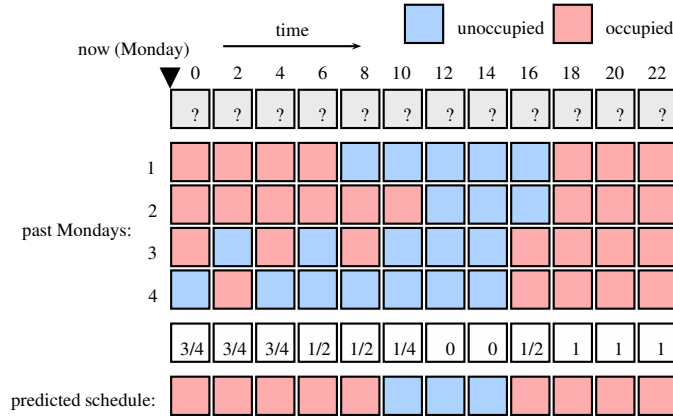 time
unoccupied
occupied
now (Monday)
0 2 4 6 8 10 12 14 16 18 20 22
? ? ? ? ? ? ? ? ? ? ? ?
1
2
past Mondays:
3
4
3/4 3/4 3/4 1/2 1/2 1/4 0 0 1/2 1 1 1
predicted schedule: